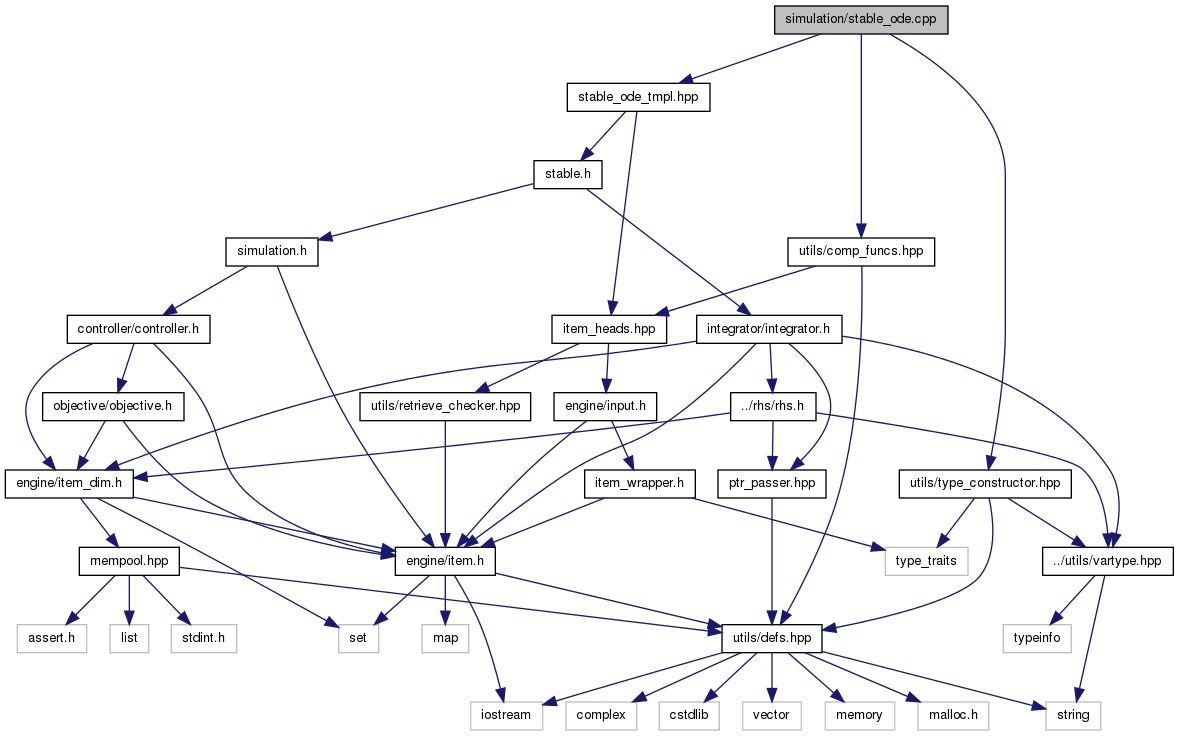 simulation/stable_ode.cpp
stable_ode_tmpl.hpp
stable.h
simulation.h
utils/comp_funcs.hpp
controller/controller.h
item_heads.hpp
integrator/integrator.h
objective/objective.h
utils/retrieve_checker.hpp
engine/input.h
../rhs/rhs.h
engine/item_dim.h
item_wrapper.h
ptr_passer.hpp
utils/type_constructor.hpp
mempool.hpp
engine/item.h
type_traits
../utils/vartype.hpp
assert.h
list
stdint.h
set
map
utils/defs.hpp
typeinfo
iostream
complex
cstdlib
vector
memory
malloc.h
string